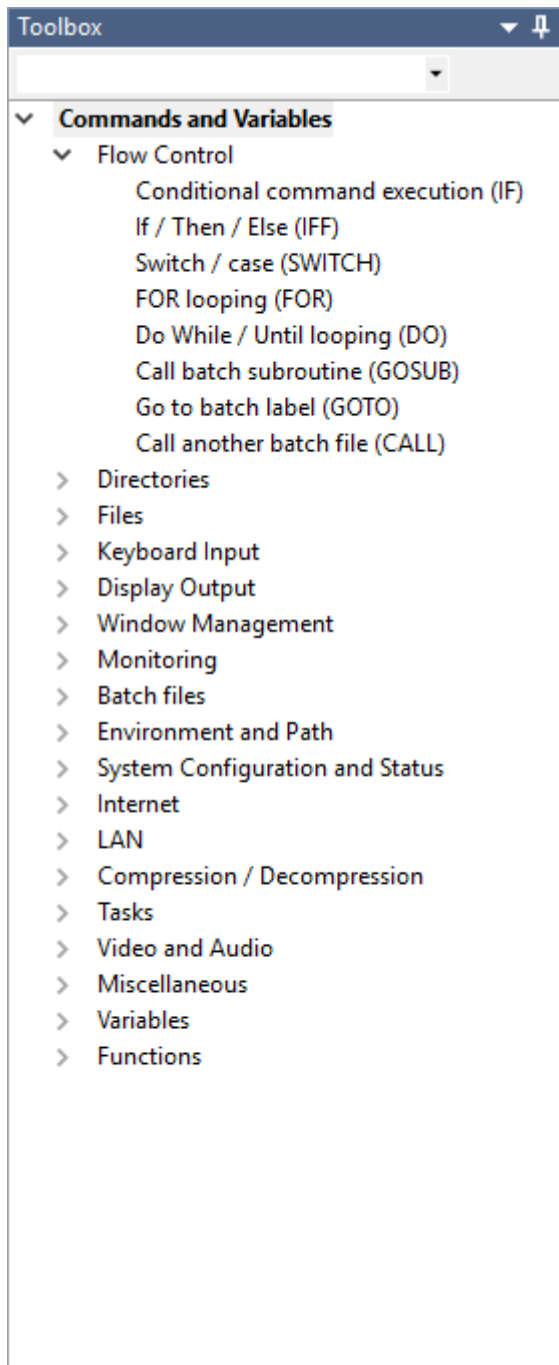 Toolbox
Commands and Variables
Flow Control
Conditional command execution (IF)
If / Then / Else (IFF)
Switch / case (SWITCH)
FOR looping (FOR)
Do While / Until looping (DO)
Call batch subroutine (GOSUB)
Go to batch label (GOTO)
Call another batch file (CALL)
Directories
Files
Keyboard Input
Display Output
Window Management
Monitoring
Batch files
Environment and Path
System Configuration and Status
Internet
LAN
Compression / Decompression
Tasks
Video and Audio
Miscellaneous
Variables
Functions